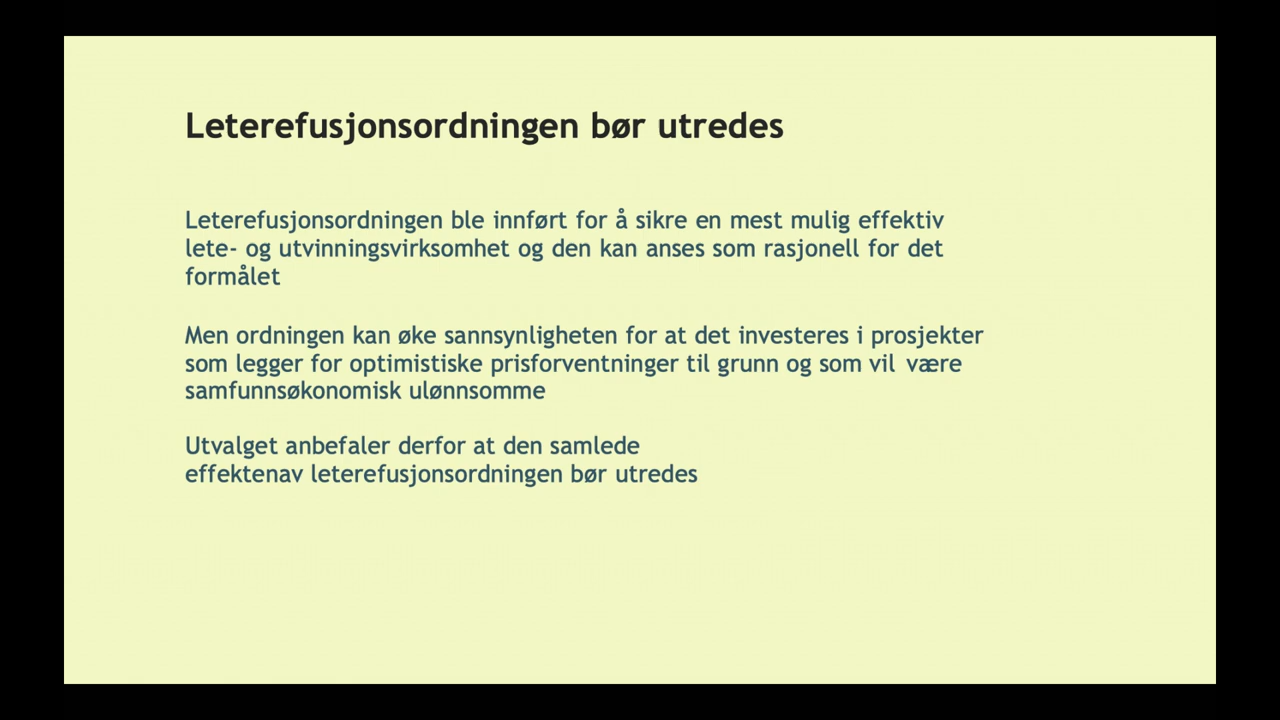 Leterefusjonsordningen bør utredes
Leterefusjonsordningen ble innført for å sikre en mest mulig effektiv
lete- og utvinningsvirksomhet og den kan anses som rasjonell for det
formålet
Men ordningen kan øke sannsynligheten for at det investeres i prosjekter
som legger for optimistiske prisforventninger til grunn og som vil være
samfunnsøkonomisk ulønnsomme
Utvalget anbefaler derfor at den samlede
effektenav leterefusjonsordningen bør utredes